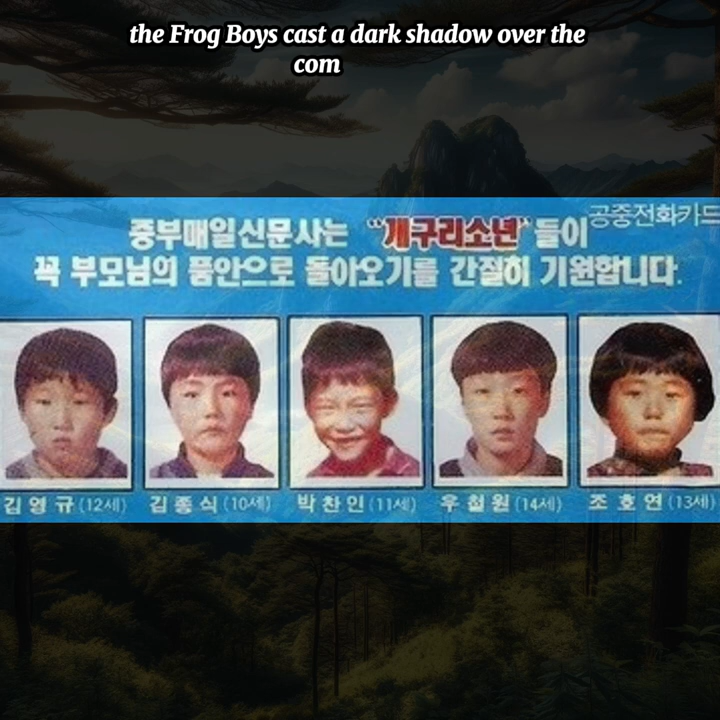 the Frog Boys cast a dark shadow over the
com
공중전화카드
중부매일신문사는 "개구리소년"들이
꼭 부모님의 품안으로 돌아오기를 간절히 기원합니다.
김영규(12세) 김종식(10세) 박찬인(11세) 우철원(14세) 조호연(13세)